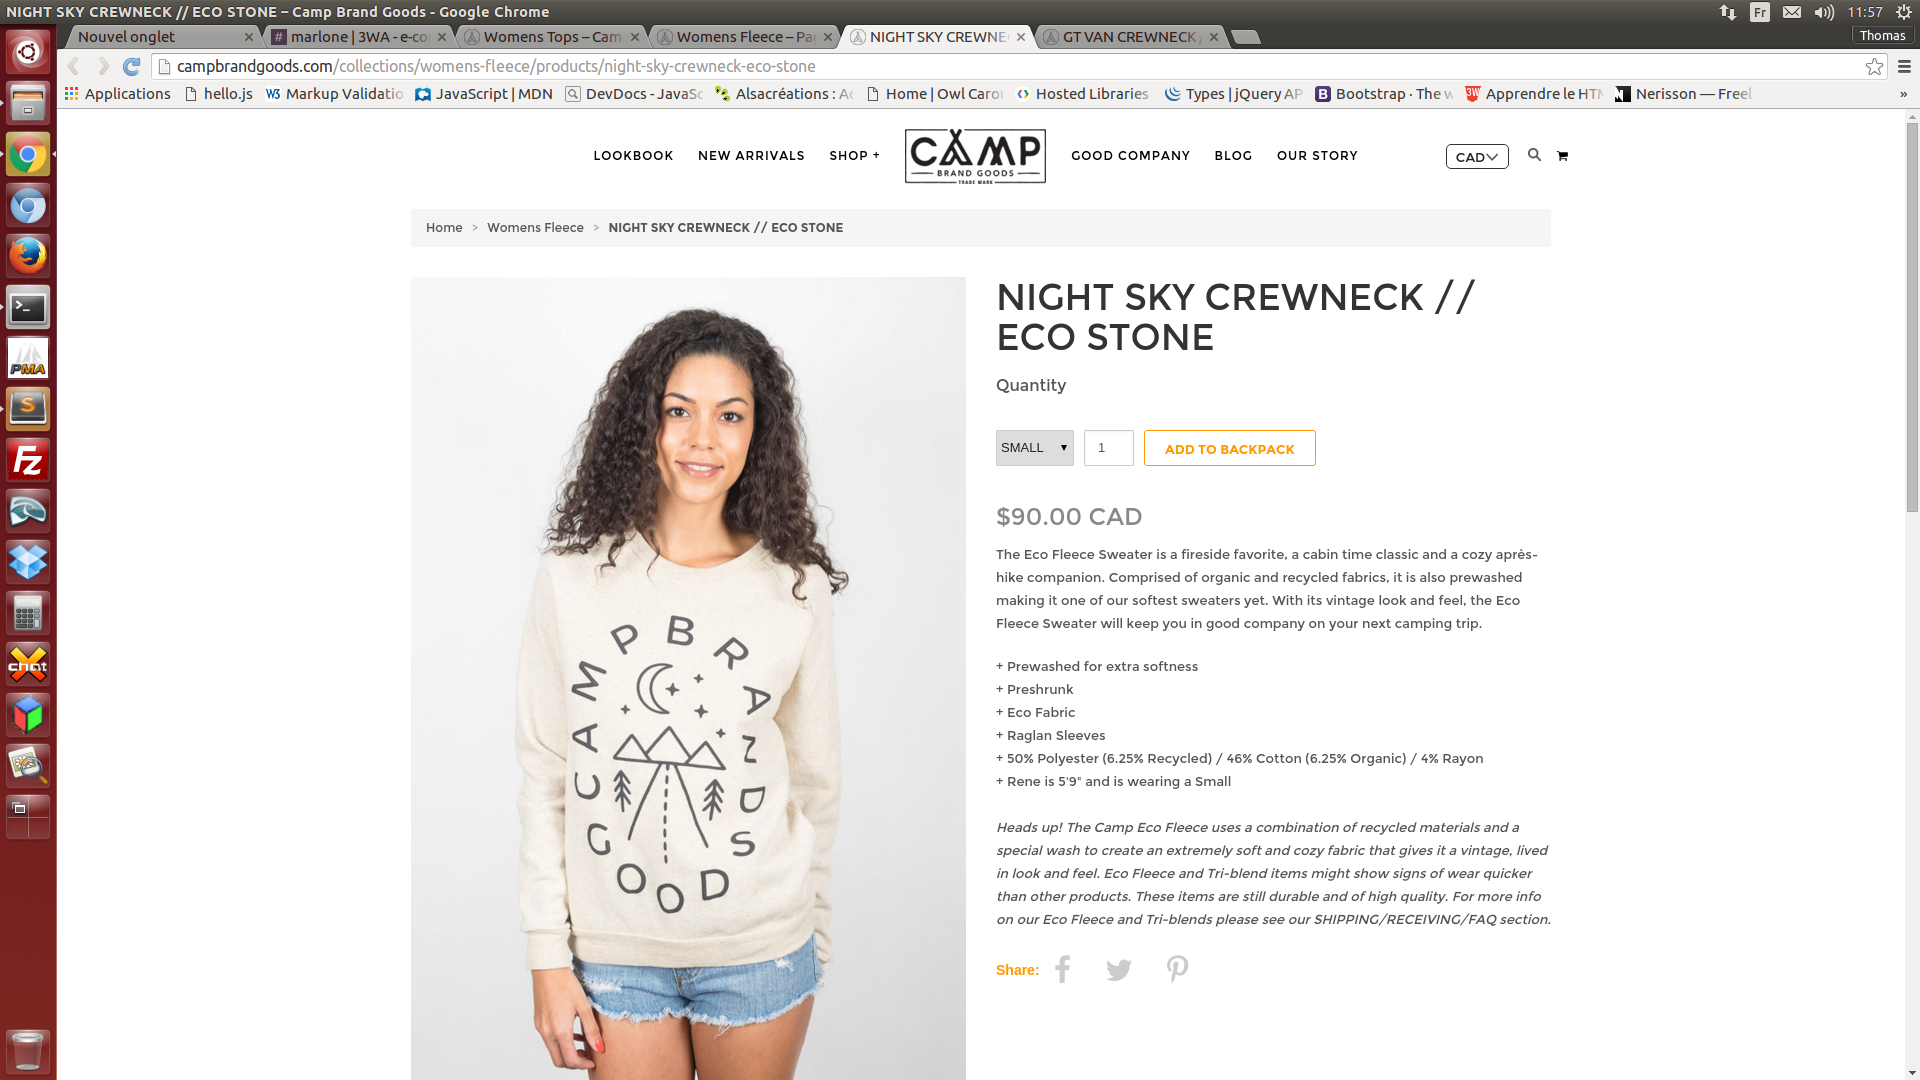 NIGHT SKY CREWNECK // ECO STONE – Camp Brand Goods - Google Chrome
Fr
11:57
Nouvel onglet
marlone | 3WA - e-co
Womens Tops – Cam
Womens Fleece – Pa
NIGHT SKY CREWNE
GT VAN CREWNECK /
Thomas
campbrandgoods.com/collections/womens-fleece/products/night-sky-crewneck-eco-stone
Applications
hello.js
Markup Validatio
JavaScript | MDN
DevDocs - JavaSc
Alsacréations : Ac
Home | Owl Carou
Hosted Libraries
Types | jQuery AP
Bootstrap · The w
Apprendre le HTM
Nerisson — Freel
»
LOOKBOOK
NEW ARRIVALS
SHOP +
CAMP
BRAND GOODS
TRADE MARK
GOOD COMPANY
BLOG
OUR STORY
CAD
Home > Womens Fleece > NIGHT SKY CREWNECK // ECO STONE
NIGHT SKY CREWNECK //
ECO STONE
Quantity
SMALL
1
ADD TO BACKPACK
$90.00 CAD
The Eco Fleece Sweater is a fireside favorite, a cabin time classic and a cozy après-
hike companion. Comprised of organic and recycled fabrics, it is also prewashed
making it one of our softest sweaters yet. With its vintage look and feel, the Eco
Fleece Sweater will keep you in good company on your next camping trip.
+ Prewashed for extra softness
+ Preshrunk
+ Eco Fabric
+ Raglan Sleeves
+ 50% Polyester (6.25% Recycled) / 46% Cotton (6.25% Organic) / 4% Rayon
+ Rene is 5'9" and is wearing a Small
Heads up! The Camp Eco Fleece uses a combination of recycled materials and a
special wash to create an extremely soft and cozy fabric that gives it a vintage, lived
in look and feel. Eco Fleece and Tri-blend items might show signs of wear quicker
than other products. These items are still durable and of high quality. For more info
on our Eco Fleece and Tri-blends please see our SHIPPING/RECEIVING/FAQ section.
Share:
CAMP BRAND GOODS
PMA
S
Fz
chat